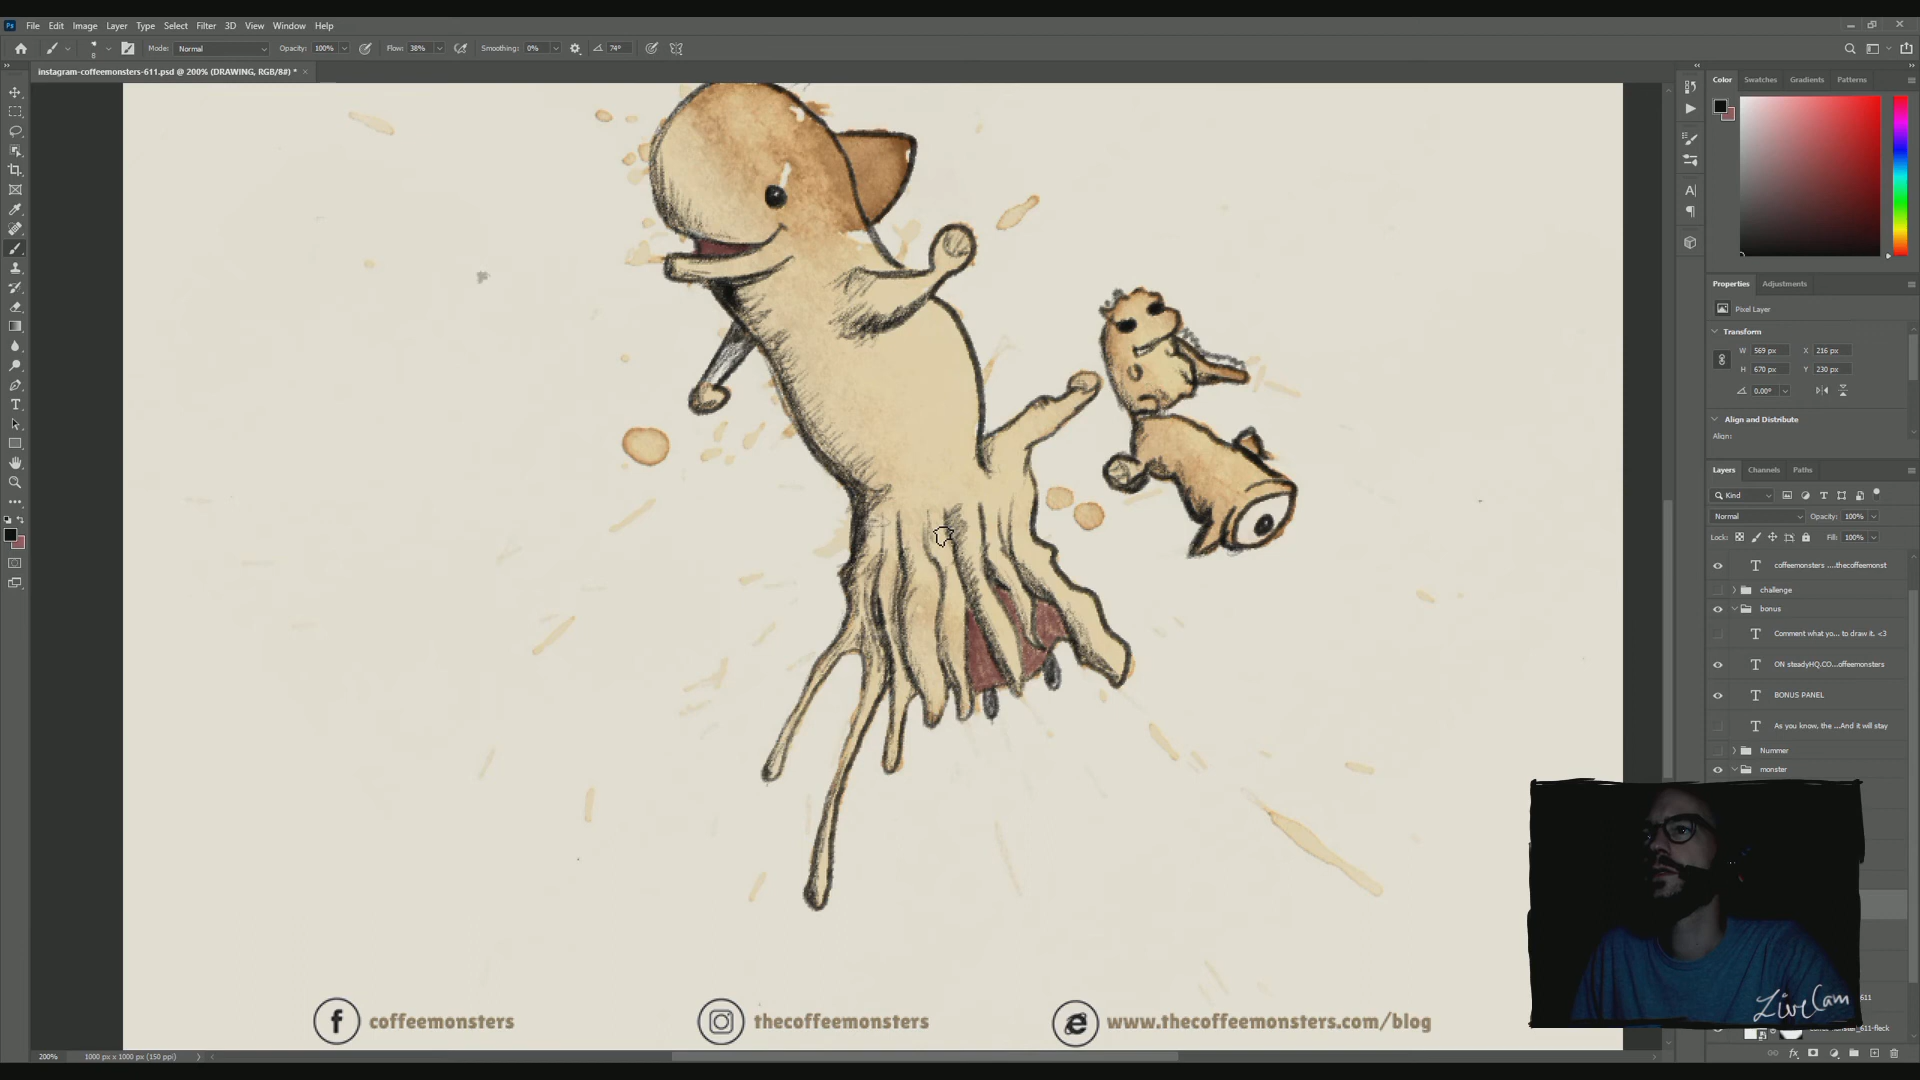 Ps File Edit Image Layer Type Select Filter 3D View Window Help
8 Mode: Normal Opacity: 100% Flow: 38% Smoothing: 0% 74°
instagram-coffeemonsters-611.psd @ 200% (DRAWING, RGB/8#) * ×
Color Swatches Gradients Patterns
Properties Adjustments
Pixel Layer
Transform
W 569 px X 216 px
H 670 px Y 230 px
0.00°
Align and Distribute
Align:
Layers Channels Paths
Kind
Normal Opacity: 100%
Lock: Fill: 100%
coffeemonsters ....thecoffeemonst
challenge
bonus
Comment what yo... to draw it. <3
ON steadyHQ.CO...offeemonsters
BONUS PANEL
As you know, the ...And it will stay
Nummer
monster
LiveCam
611
f coffeemonsters
thecoffeemonsters
www.thecoffeemonsters.com/blog
200% 1000 px x 1000 px (150 ppi)